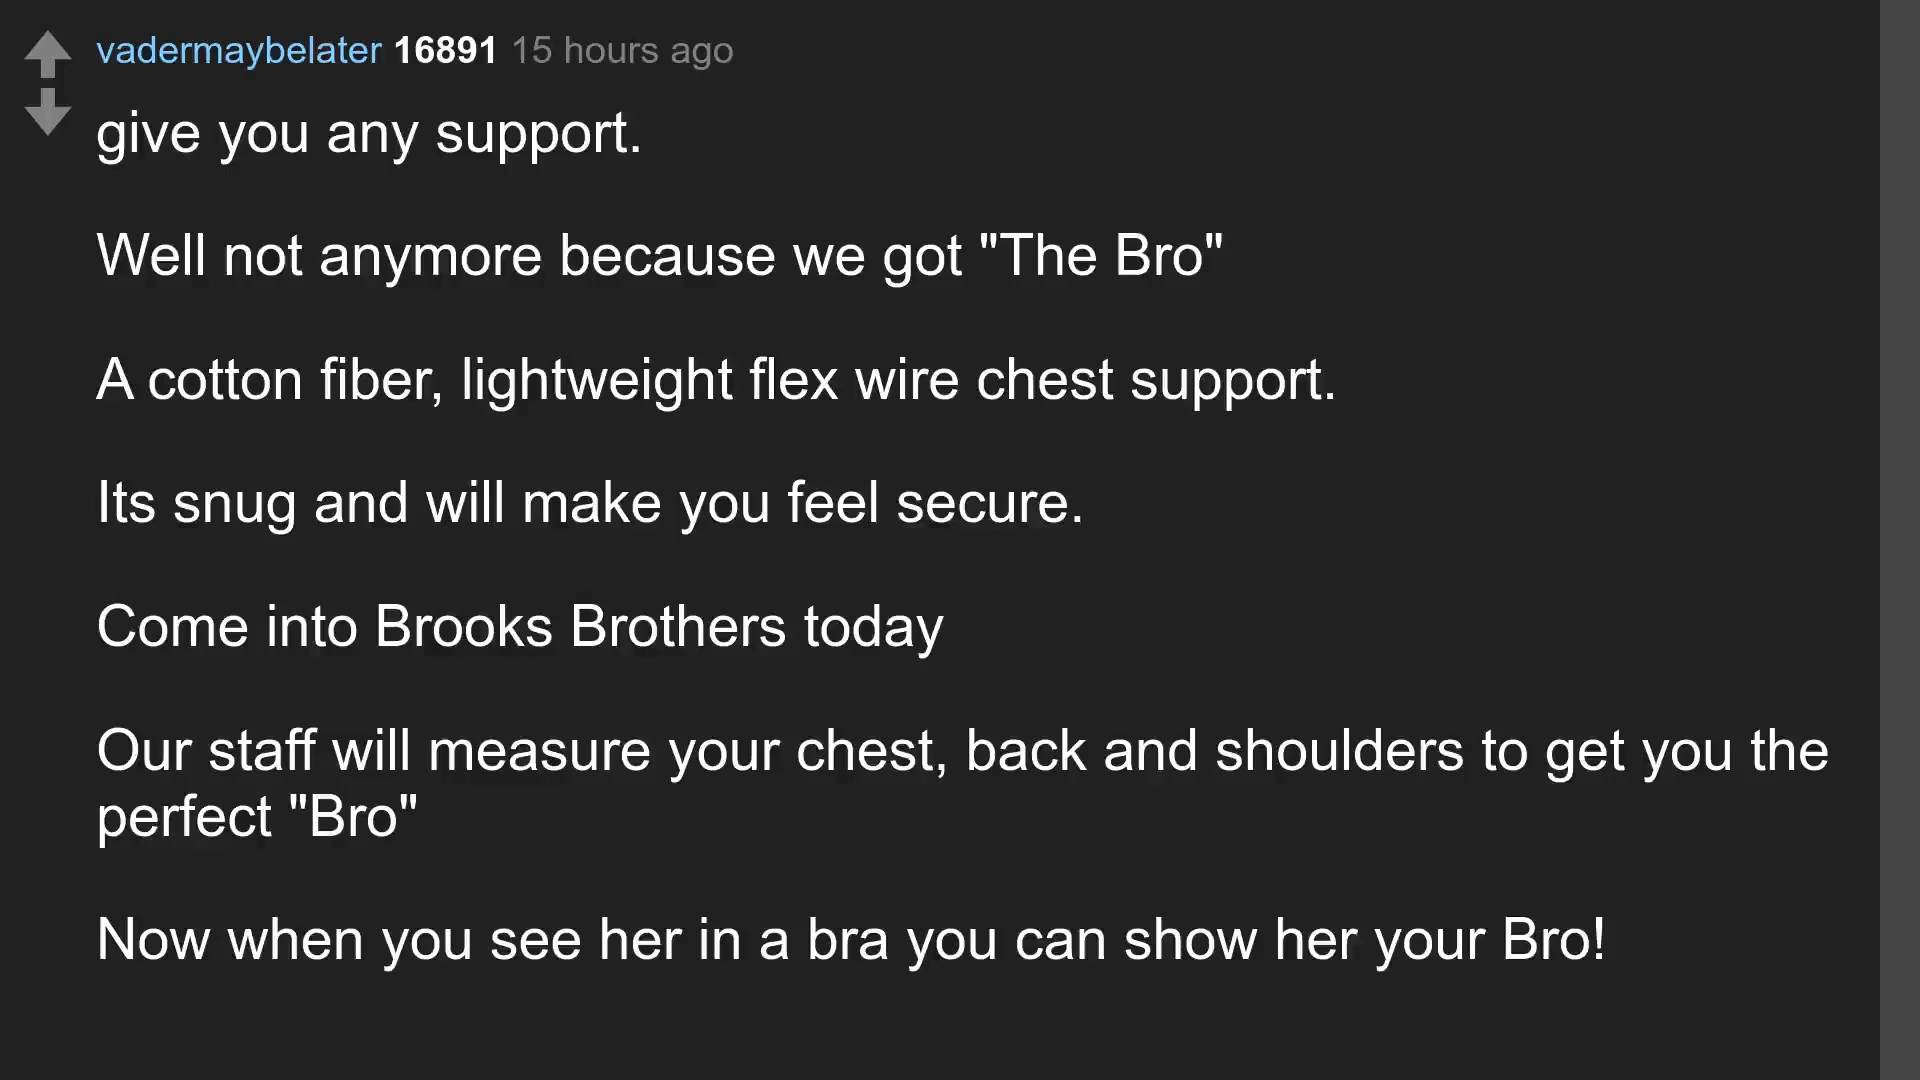 vadermaybelater 16891 15 hours ago
give you any support.
Well not anymore because we got "The Bro"
A cotton fiber, lightweight flex wire chest support.
Its snug and will make you feel secure.
Come into Brooks Brothers today
Our staff will measure your chest, back and shoulders to get you the
perfect "Bro"
Now when you see her in a bra you can show her your Bro!